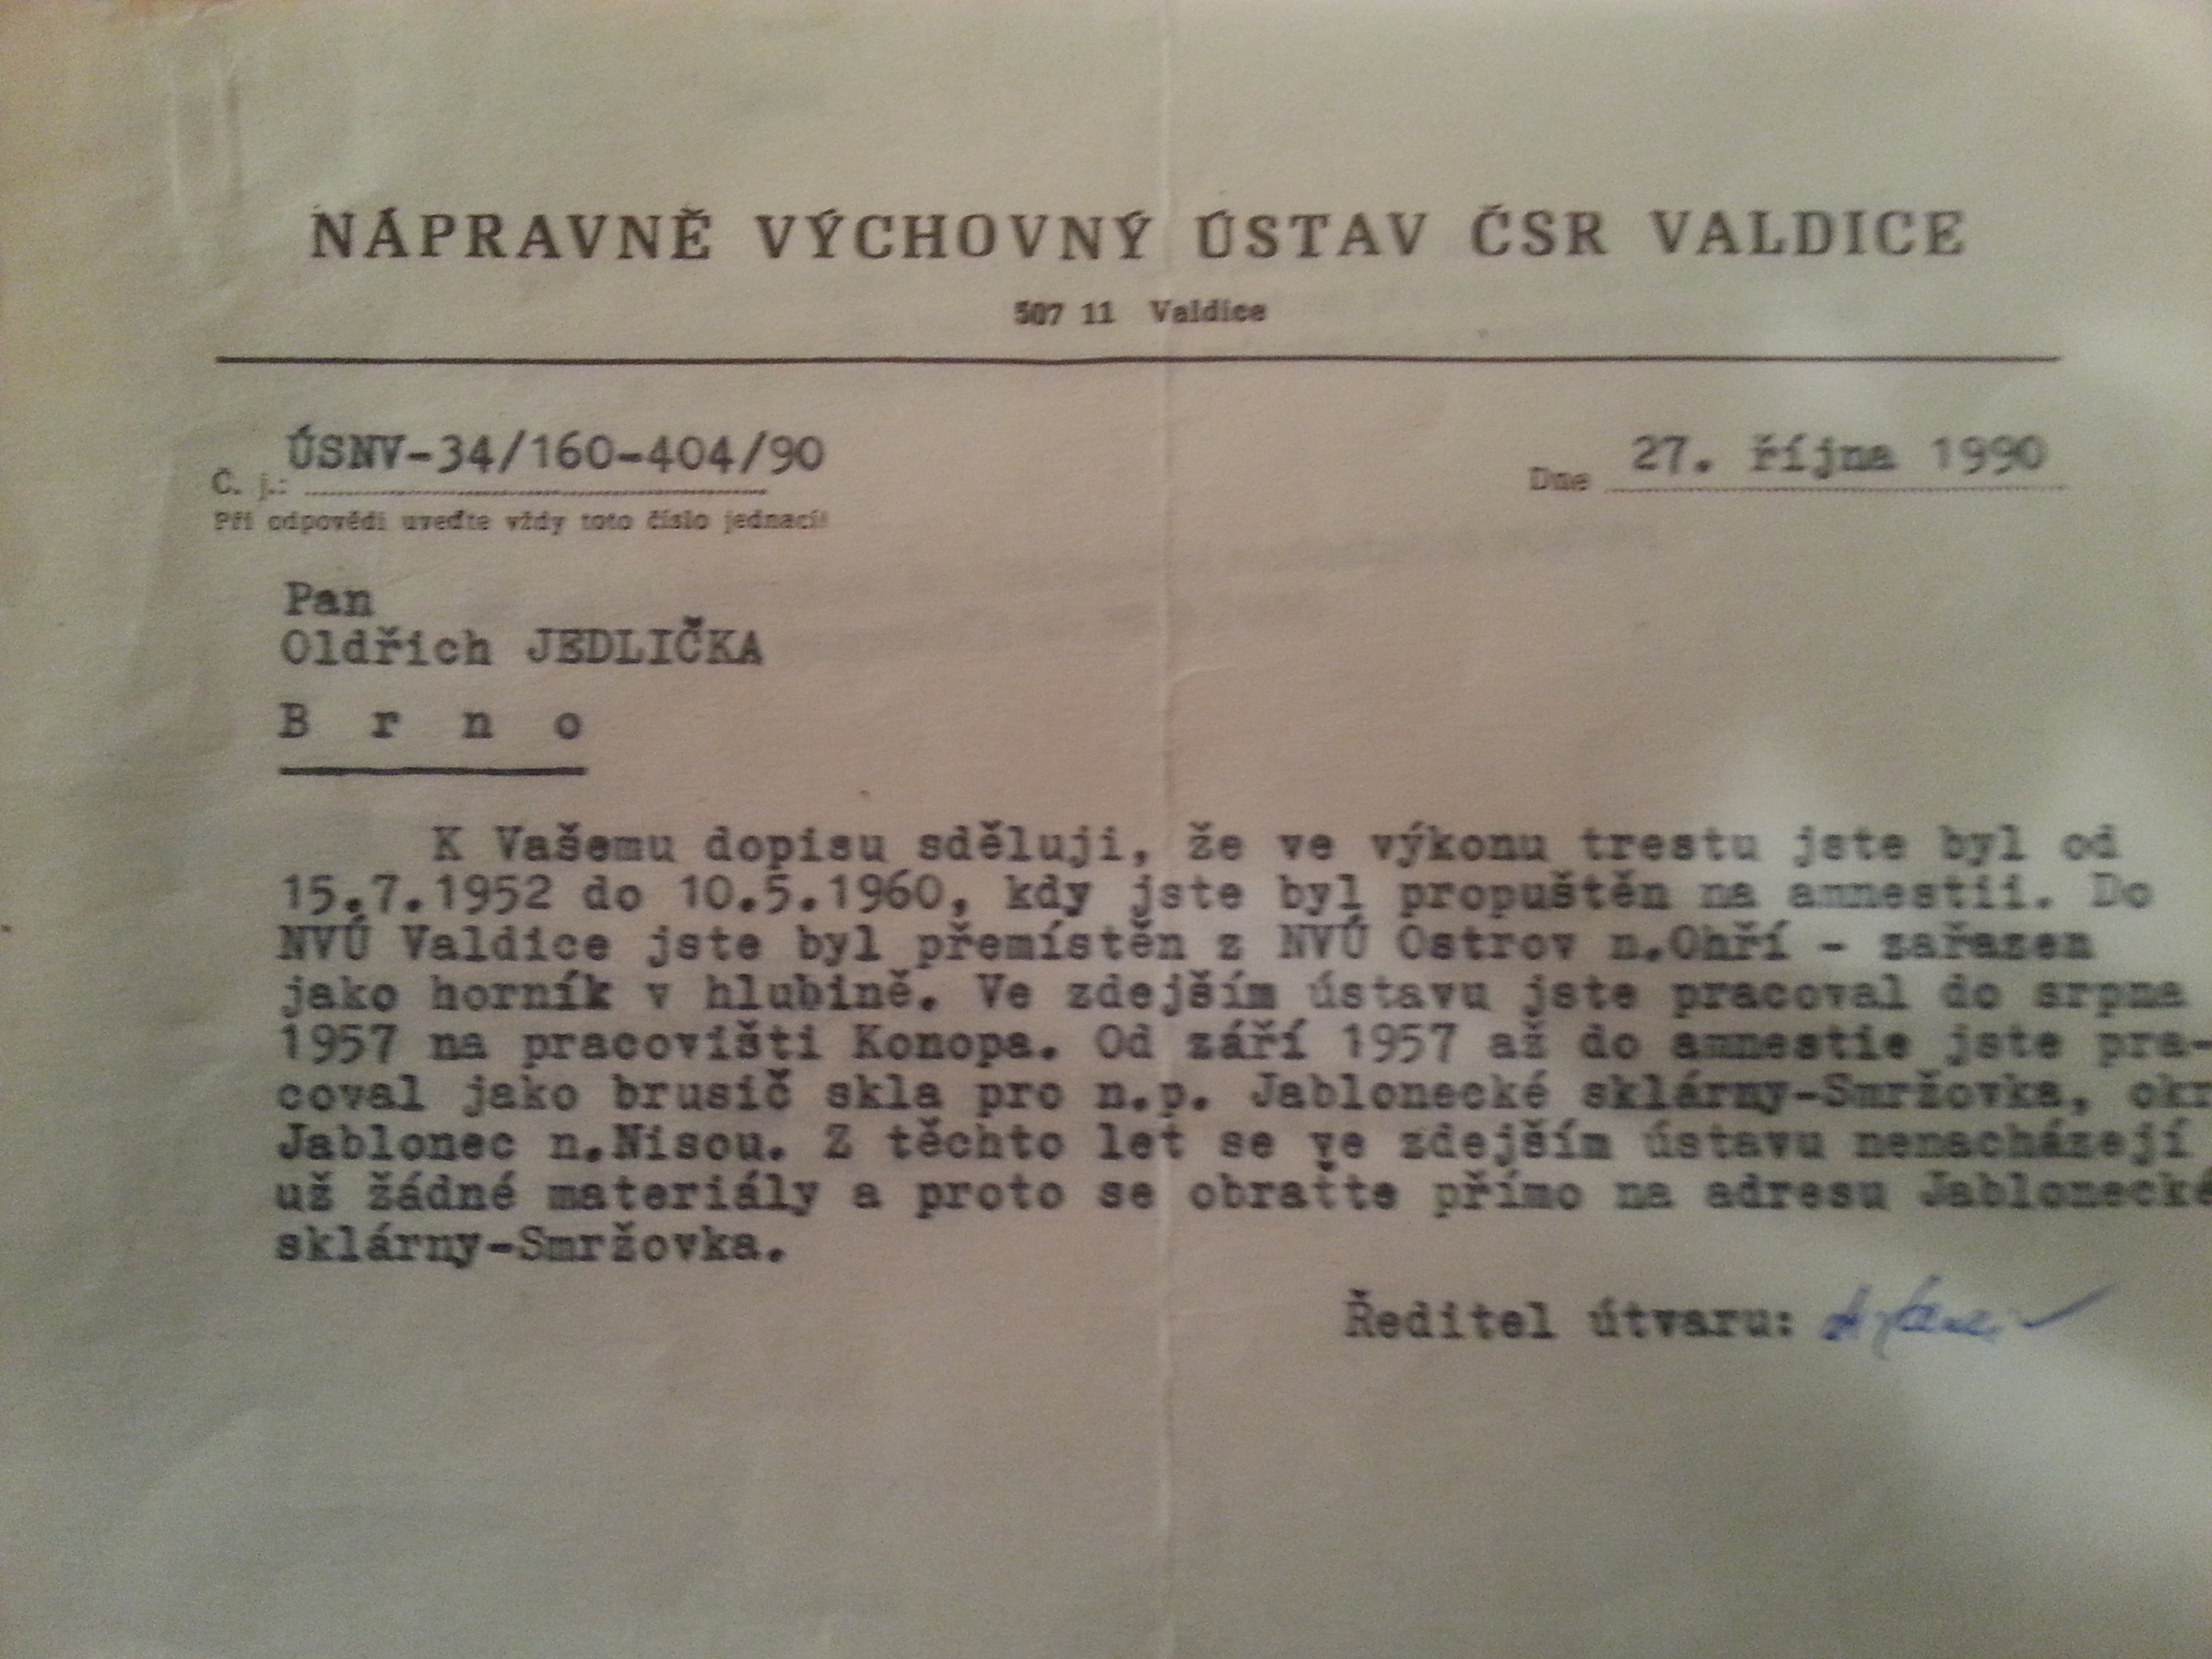 NÁPRAVNĚ VÝCHOVNÝ ÚSTAV ČSR VALDICE
507 11 Valdice
ÚSNV-34/160-404/90
Č. j.:
Dne 27. října 1990
Při odpovědi uveďte vždy toto číslo jednací!
Pan
Oldřich JEDLIČKA
B r n o
K Vašemu dopisu sděluji, že ve výkonu trestu jste byl od
15.7.1952 do 10.5.1960, kdy jste byl propuštěn na amnestii. Do
NVÚ Valdice jste byl přemístěn z NVÚ Ostrov n.Ohří - zařazen
jako horník v hlubině. Ve zdejším ústavu jste pracoval do srpna
1957 na pracovišti Konopa. Od září 1957 až do amnestie jste pra-
coval jako brusič skla pro n.p. Jablonecké sklárny-Smržovka, okr
Jablonec n.Nisou. Z těchto let se ve zdejším ústavu nenacházejí
už žádné materiály a proto se obraťte přímo na adresu Jablonecké
sklárny-Smržovka.
Ředitel útvaru: